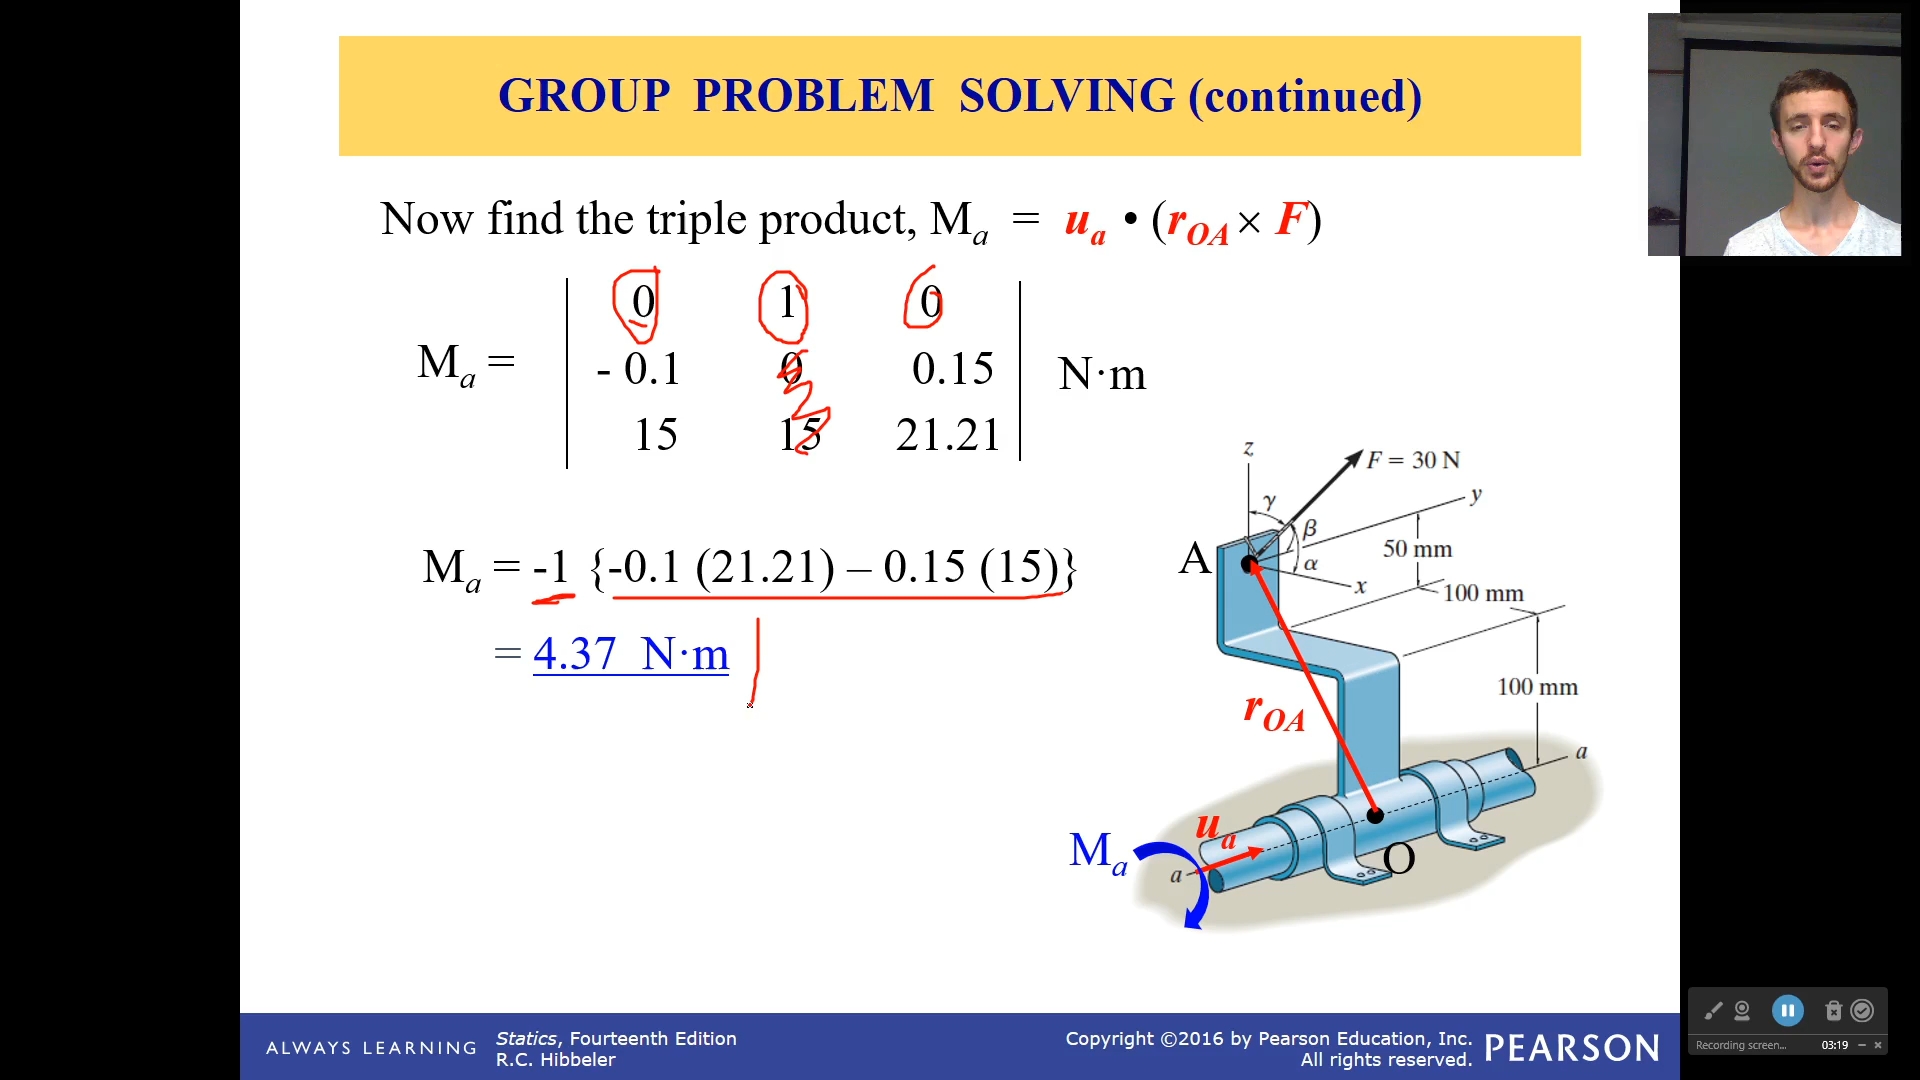 GROUP PROBLEM SOLVING (continued)
Now find the triple product, Ma = ua • (rOA × F)
0 1 0
Ma = - 0.1 0 0.15 N·m
15 15 21.21
Ma = -1 {-0.1 (21.21) – 0.15 (15)}
= 4.37 N·m
z
F = 30 N
y
γ
β
A
α
50 mm
x
100 mm
100 mm
rOA
a
ua
Ma
O
a
ALWAYS LEARNING
Statics, Fourteenth Edition
R.C. Hibbeler
Copyright ©2016 by Pearson Education, Inc.
All rights reserved.
PEARSON
Recording screen... 03:19